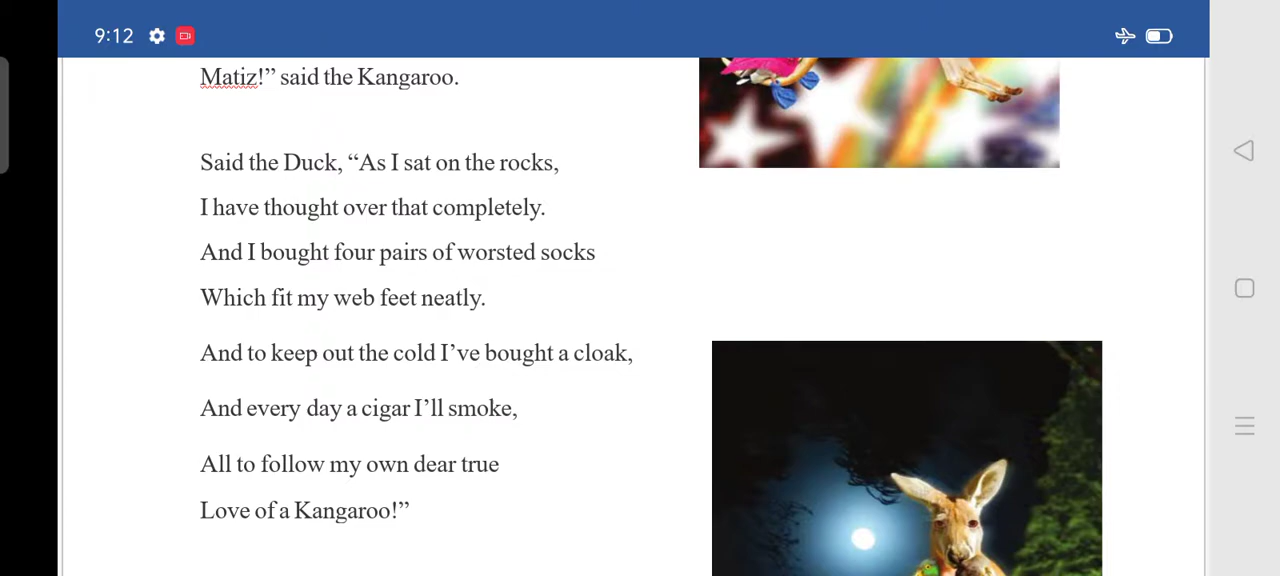 9:12
Matiz!” said the Kangaroo.
Said the Duck, “As I sat on the rocks,
I have thought over that completely.
And I bought four pairs of worsted socks
Which fit my web feet neatly.
And to keep out the cold I’ve bought a cloak,
And every day a cigar I’ll smoke,
All to follow my own dear true
Love of a Kangaroo!”